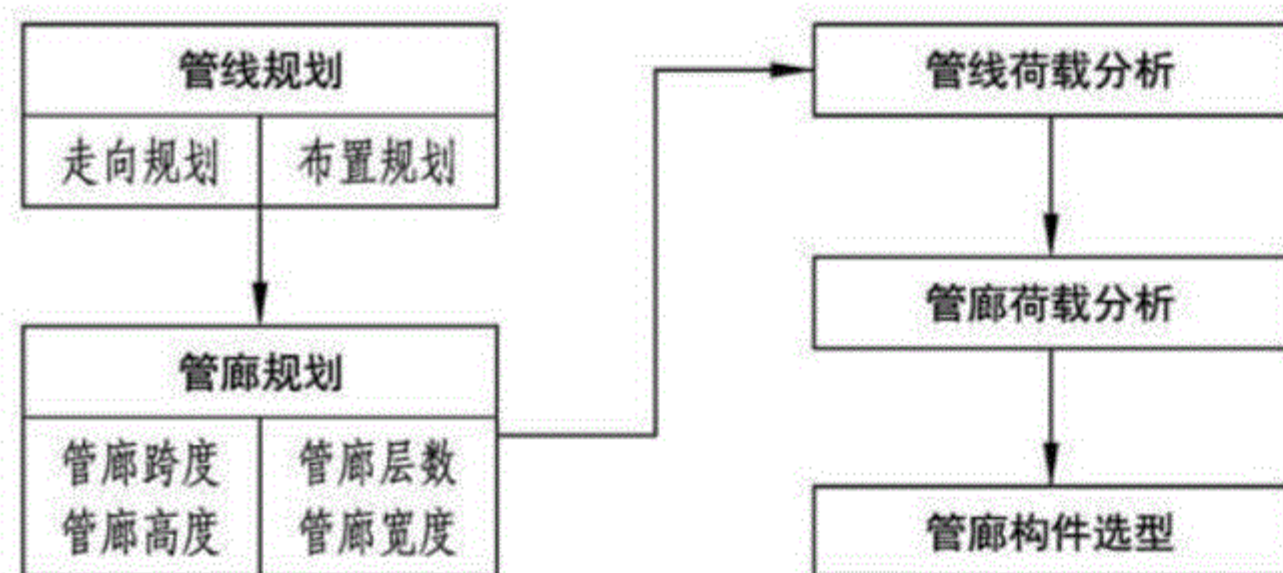 管线规划
走向规划 布置规划
管廊规划
管廊跨度 管廊层数
管廊高度 管廊宽度
管线荷载分析
管廊荷载分析
管廊构件选型